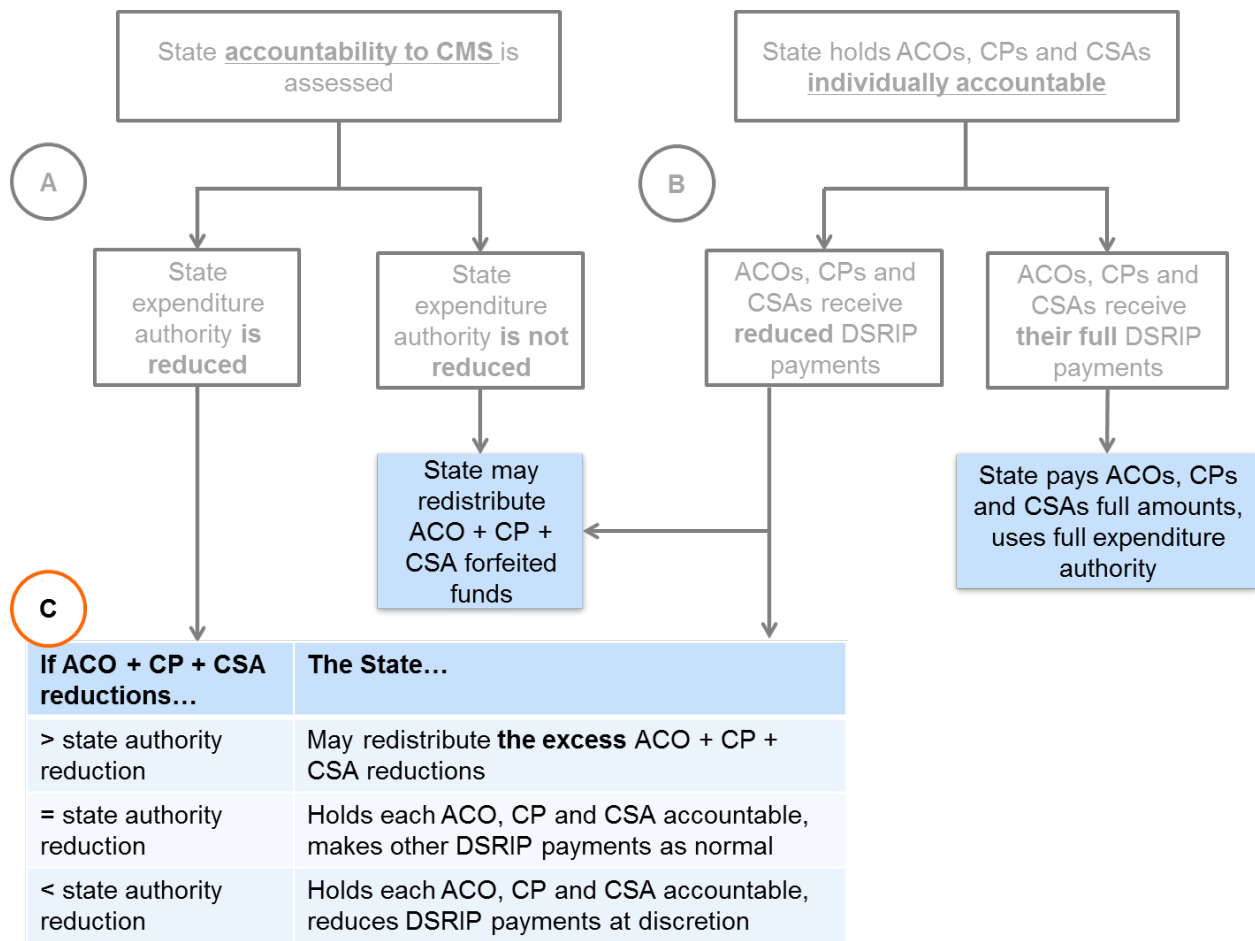 State accountability to CMS is
assessed
State holds ACOs, CPs and CSAs
individually accountable
A
B
State
expenditure
authority is
reduced
State
expenditure
authority is not
reduced
ACOs, CPs and
CSAs receive
reduced DSRIP
payments
ACOs, CPs and
CSAs receive
their full DSRIP
payments
State may
redistribute
ACO + CP +
CSA forfeited
funds
State pays ACOs, CPs
and CSAs full amounts,
uses full expenditure
authority
C
If ACO + CP + CSA
reductions…
The State…
> state authority
reduction
May redistribute the excess ACO + CP +
CSA reductions
= state authority
reduction
Holds each ACO, CP and CSA accountable,
makes other DSRIP payments as normal
< state authority
reduction
Holds each ACO, CP and CSA accountable,
reduces DSRIP payments at discretion